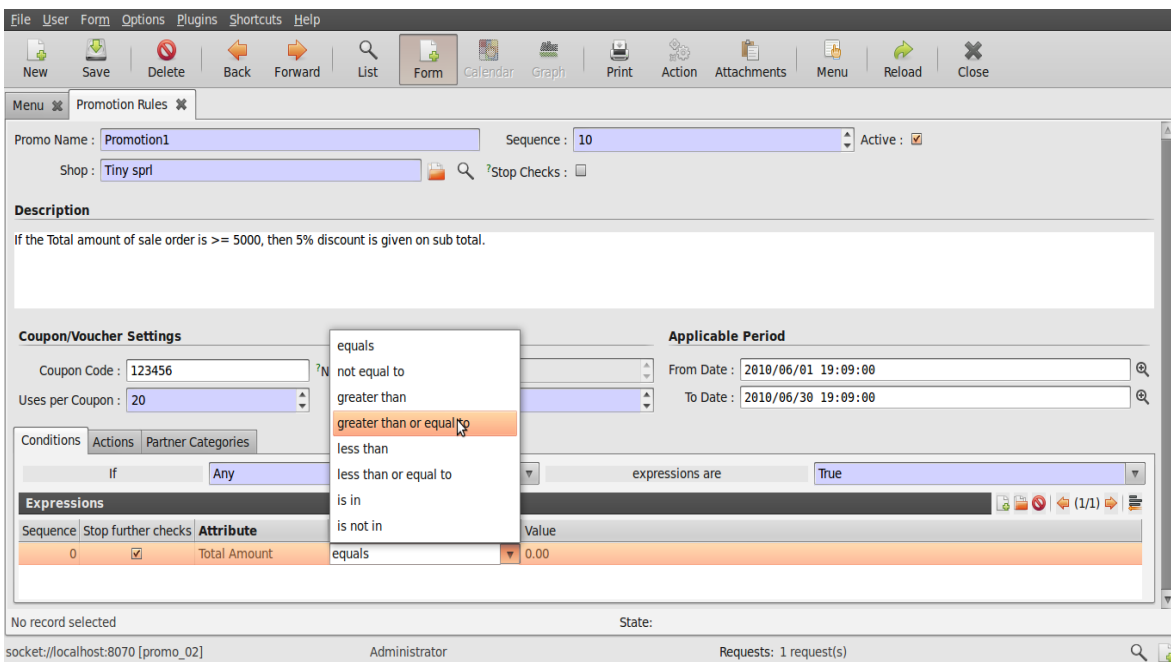 File User Form Options Plugins Shortcuts Help
New Save Delete Back Forward List Form Calendar Graph Print Action Attachments Menu Reload Close
Menu Promotion Rules
Promo Name : Promotion1 Sequence : 10 Active :
Shop : Tiny sprl ?Stop Checks :
Description
If the Total amount of sale order is >= 5000, then 5% discount is given on sub total.
Coupon/Voucher Settings Applicable Period
Coupon Code : 123456 From Date : 2010/06/01 19:09:00
Uses per Coupon : 20 To Date : 2010/06/30 19:09:00
equals
not equal to
greater than
greater than or equal to
less than
less than or equal to
is in
is not in
Conditions Actions Partner Categories
If Any expressions are True
Expressions (1/1)
Sequence Stop further checks Attribute Value
0 Total Amount equals 0.00
No record selected State:
socket://localhost:8070 [promo_02] Administrator Requests: 1 request(s)